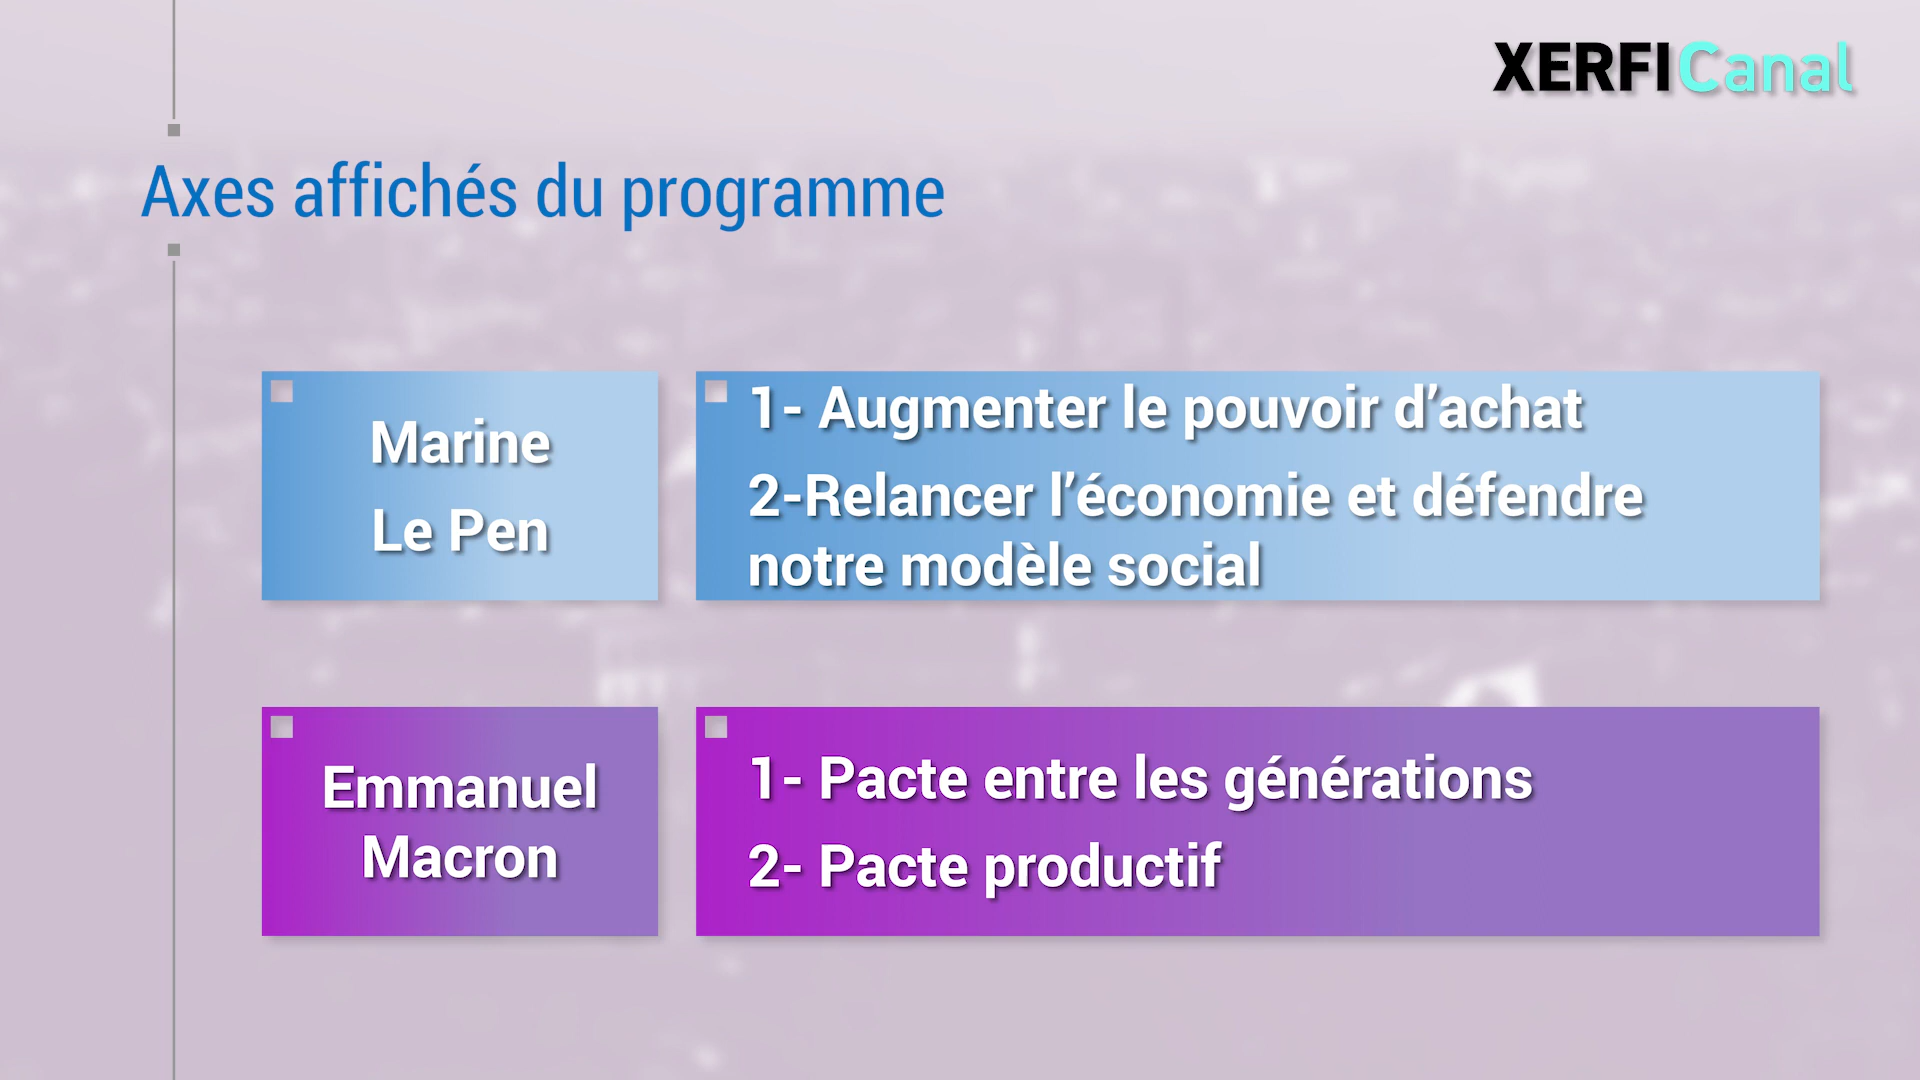 XERFI Canal
Axes affichés du programme
Marine
Le Pen
1- Augmenter le pouvoir d’achat
2-Relancer l’économie et défendre
notre modèle social
Emmanuel
Macron
1- Pacte entre les générations
2- Pacte productif